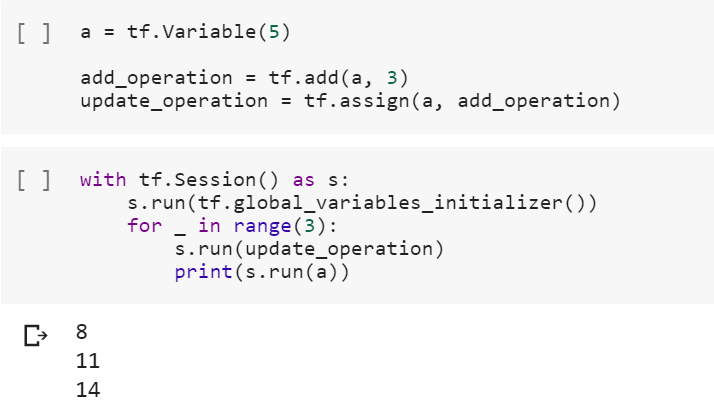 [ ] a = tf.Variable(5)
add_operation = tf.add(a, 3)
update_operation = tf.assign(a, add_operation)
[ ] with tf.Session() as s:
s.run(tf.global_variables_initializer())
for _ in range(3):
s.run(update_operation)
print(s.run(a))
8
11
14